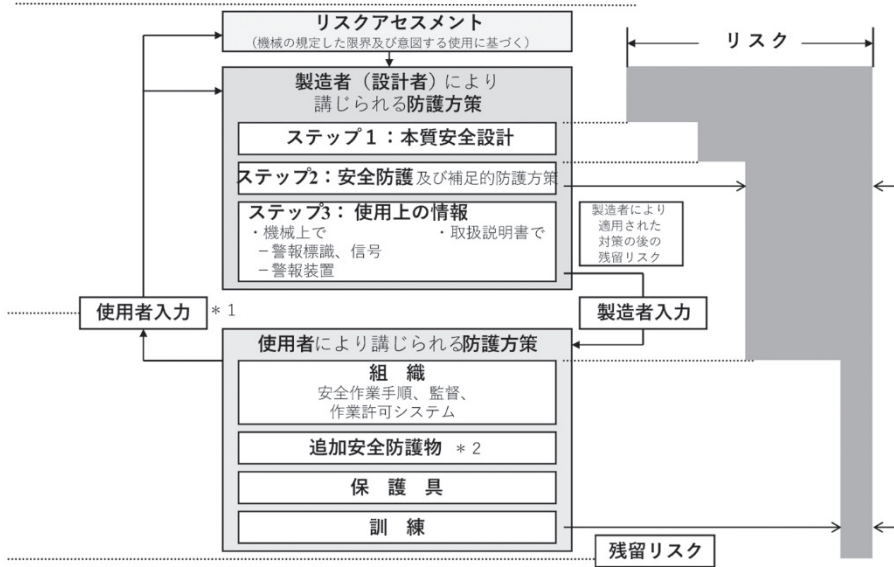 リスクアセスメント
（機械の規定した限界及び意図する使用に基づく）
リスク
製造者（設計者）により
講じられる防護方策
ステップ１：本質安全設計
ステップ2：安全防護 及び補足的防護方策
ステップ3： 使用上の情報
・機械上で ・取扱説明書で
－警報標識、信号
－警報装置
製造者により
適用された
対策の後の
残留リスク
使用者入力 ＊１
製造者入力
使用者により講じられる防護方策
組　織
安全作業手順、監督、
作業許可システム
追加安全防護物 ＊２
保　護　具
訓　練
残留リスク